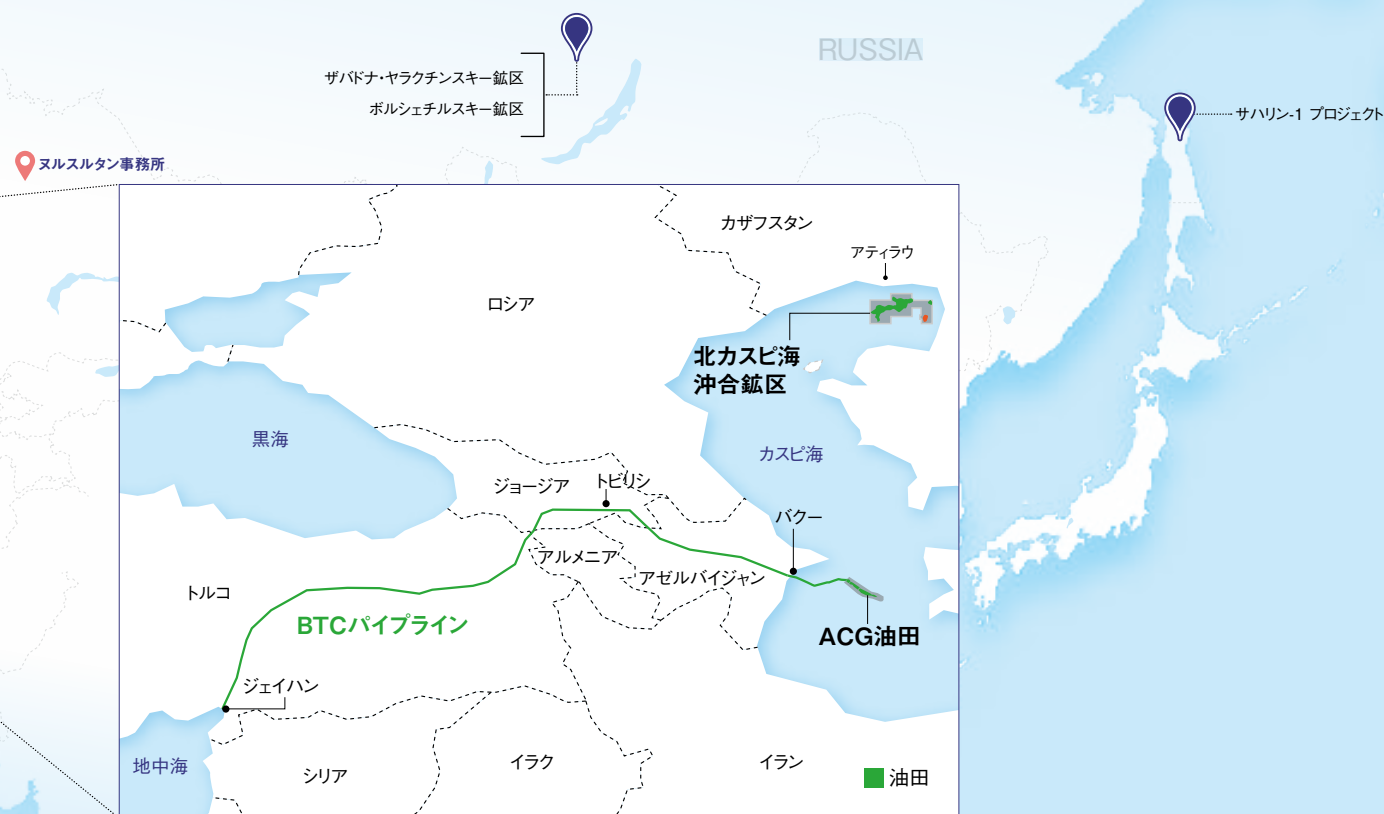 RUSSIA
ザバドナ・ヤラクチンスキー鉱区
ボルシェチルスキー鉱区
サハリン-1 プロジェクト
ヌルスルタン事務所
カザフスタン
アティラウ
ロシア
北カスピ海
沖合鉱区
黒海
カスピ海
ジョージア
トビリシ
バクー
アルメニア
アゼルバイジャン
トルコ
BTCパイプライン
ACG油田
ジェイハン
地中海
シリア
イラク
イラン
油田